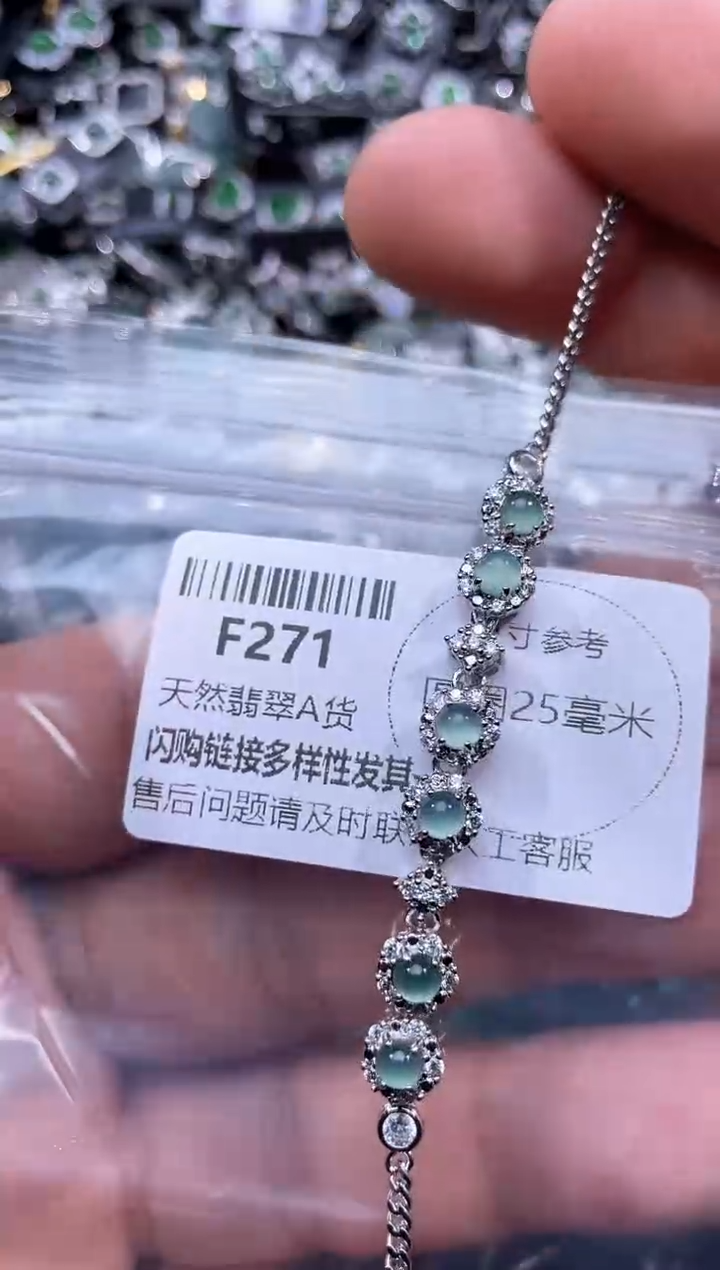 F271
天然翡翠A货
闪购链接多样性发其
售后问题请及时联
工客服
寸参考
25毫米